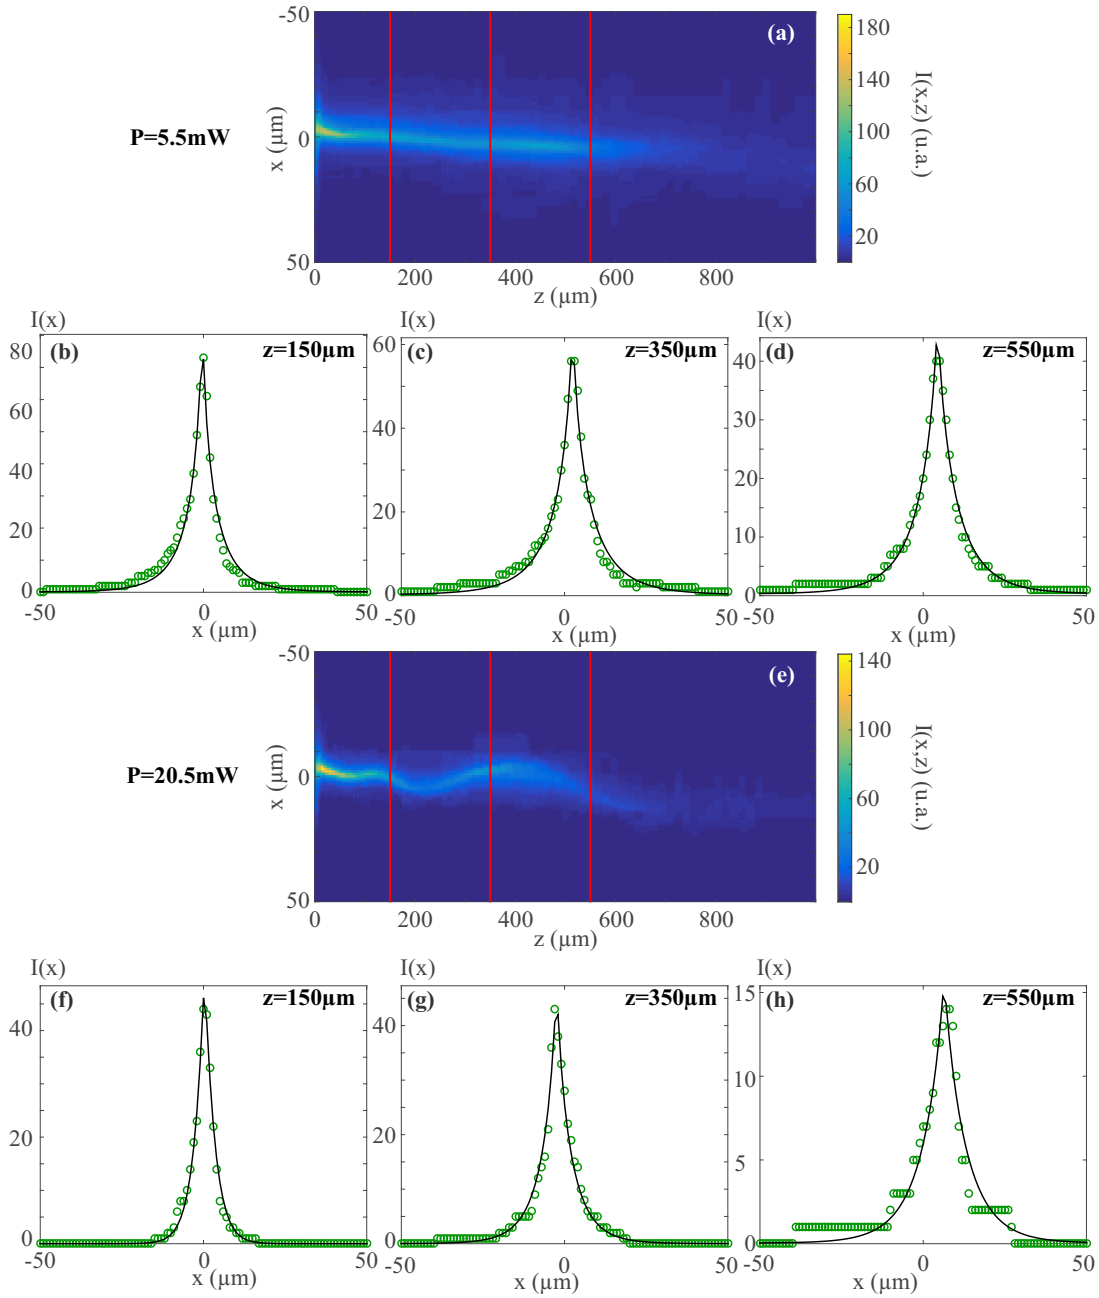 -50
(a)
180
140
P=5.5mW
x (µm)
0
100
I(x,z) (u.a.)
60
20
50
0
200
400
600
800
z (µm)
I(x)
I(x)
I(x)
(b)
z=150µm
(c)
z=350µm
(d)
z=550µm
80
60
40
20
0
60
40
20
0
40
30
20
10
0
-50
0
50
-50
0
50
-50
0
50
x (µm)
x (µm)
x (µm)
-50
(e)
140
P=20.5mW
x (µm)
0
100
I(x,z) (u.a.)
60
20
50
0
200
400
600
800
z (µm)
I(x)
I(x)
I(x)
(f)
z=150µm
(g)
z=350µm
(h)
z=550µm
40
20
0
40
20
0
15
10
5
0
-50
0
50
-50
0
50
-50
0
50
x (µm)
x (µm)
x (µm)